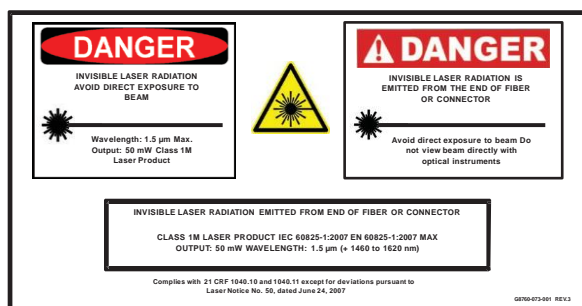 DANGER
INVISIBLE LASER RADIATION
AVOID DIRECT EXPOSURE TO
BEAM
Wavelength: 1.5 µm Max.
Output: 50 mW Class 1M
Laser Product
DANGER
INVISIBLE LASER RADIATION IS
EMITTED FROM THE END OF FIBER
OR CONNECTOR
Avoid direct exposure to beam Do
not view beam directly with
optical instruments
INVISIBLE LASER RADIATION EMITTED FROM END OF FIBER OR CONNECTOR
CLASS 1M LASER PRODUCT IEC 60825-1:2007 EN 60825-1:2007 MAX
OUTPUT: 50 mW WAVELENGTH: 1.5 µm (+ 1460 to 1620 nm)
Complies with 21 CRF 1040.10 and 1040.11 except for deviations pursuant to
Laser Notice No. 50, dated June 24, 2007
G8760-073-001 REV.3